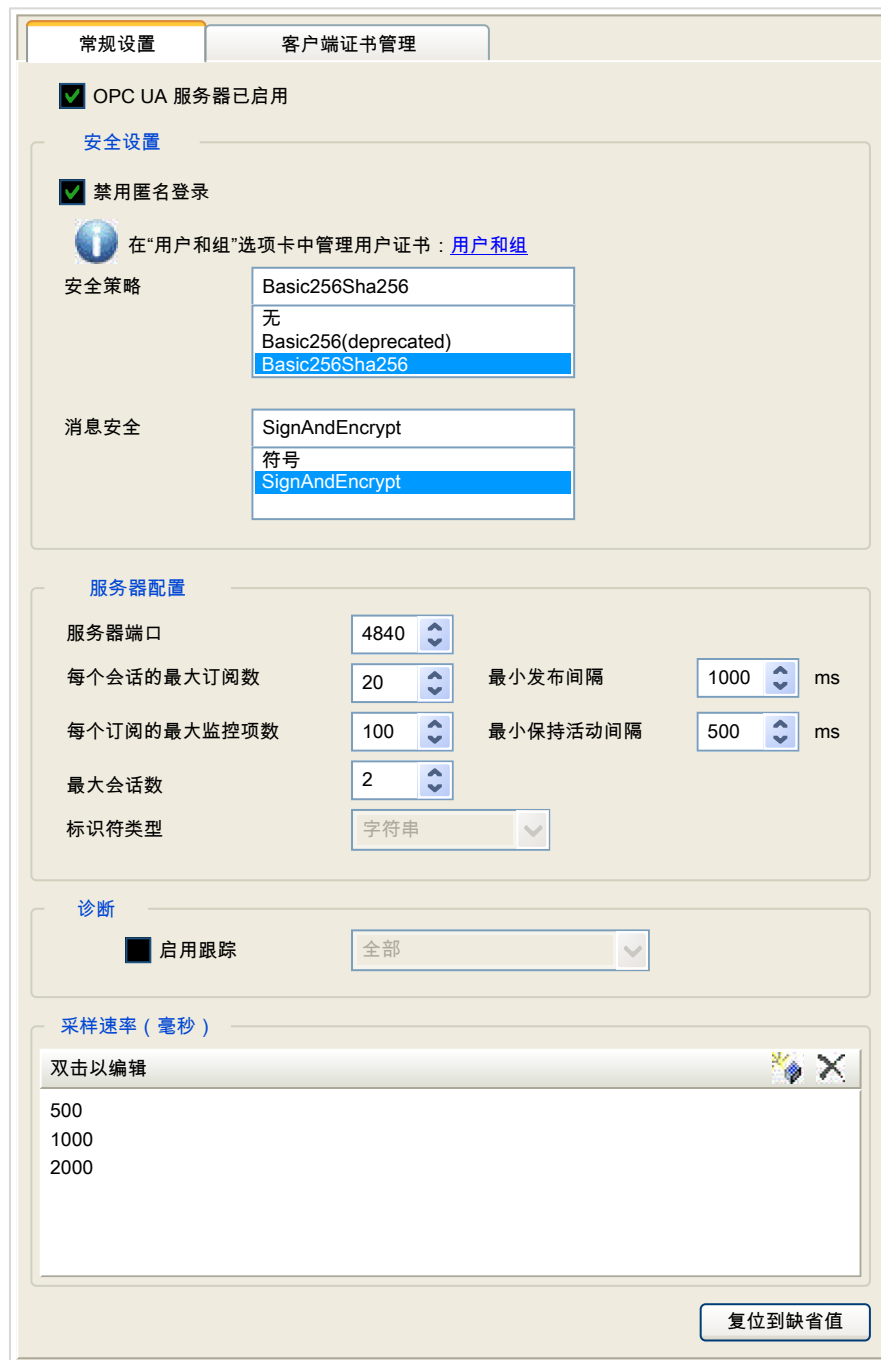 常规设置 客户端证书管理
OPC UA 服务器已启用
安全设置
禁用匿名登录
在“用户和组”选项卡中管理用户证书：用户和组
安全策略 Basic256Sha256
无
Basic256(deprecated)
Basic256Sha256
消息安全 SignAndEncrypt
符号
SignAndEncrypt
服务器配置
服务器端口 4840
每个会话的最大订阅数 20 最小发布间隔 1000 ms
每个订阅的最大监控项数 100 最小保持活动间隔 500 ms
最大会话数 2
标识符类型 字符串
诊断
启用跟踪 全部
采样速率（毫秒）
双击以编辑
500
1000
2000
复位到缺省值